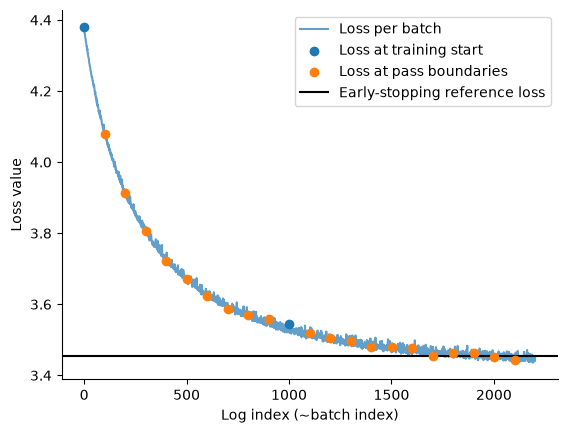 4.4
4.2
4.0
3.8
3.6
3.4
Loss value
0
500
1000
1500
2000
Log index (~batch index)
Loss per batch
Loss at training start
Loss at pass boundaries
Early-stopping reference loss